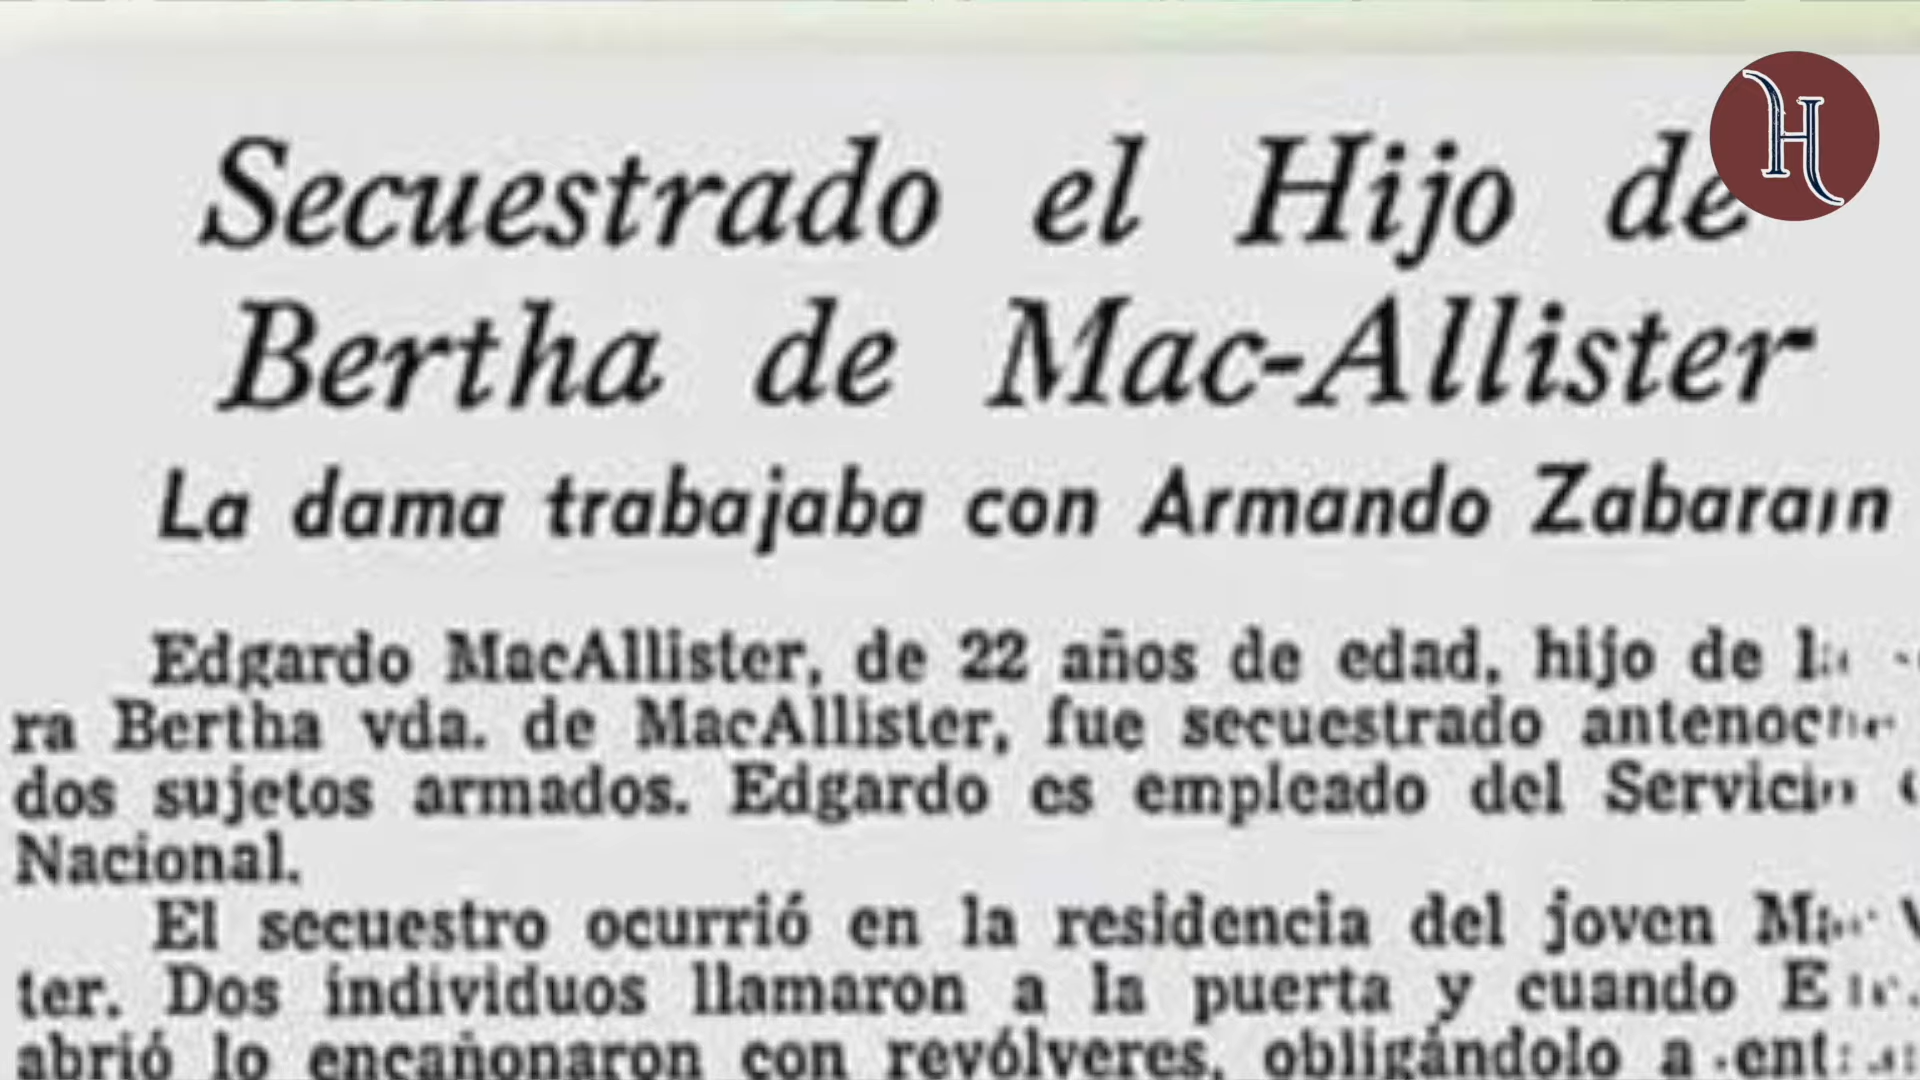 H
Secuestrado el Hijo de
Bertha de Mac-Allister
La dama trabajaba con Armando Zabarain
Edgardo MacAllister, de 22 años de edad, hijo de
ra Bertha vda. de MacAllister, fue secuestrado
dos sujetos armados. Edgardo es empleado del
Nacional.
El secuestro ocurrió en la residencia del joven
ter. Dos individuos llamaron a la puerta y cuando
abrió lo encañonaron con revólveres, obligándolo a